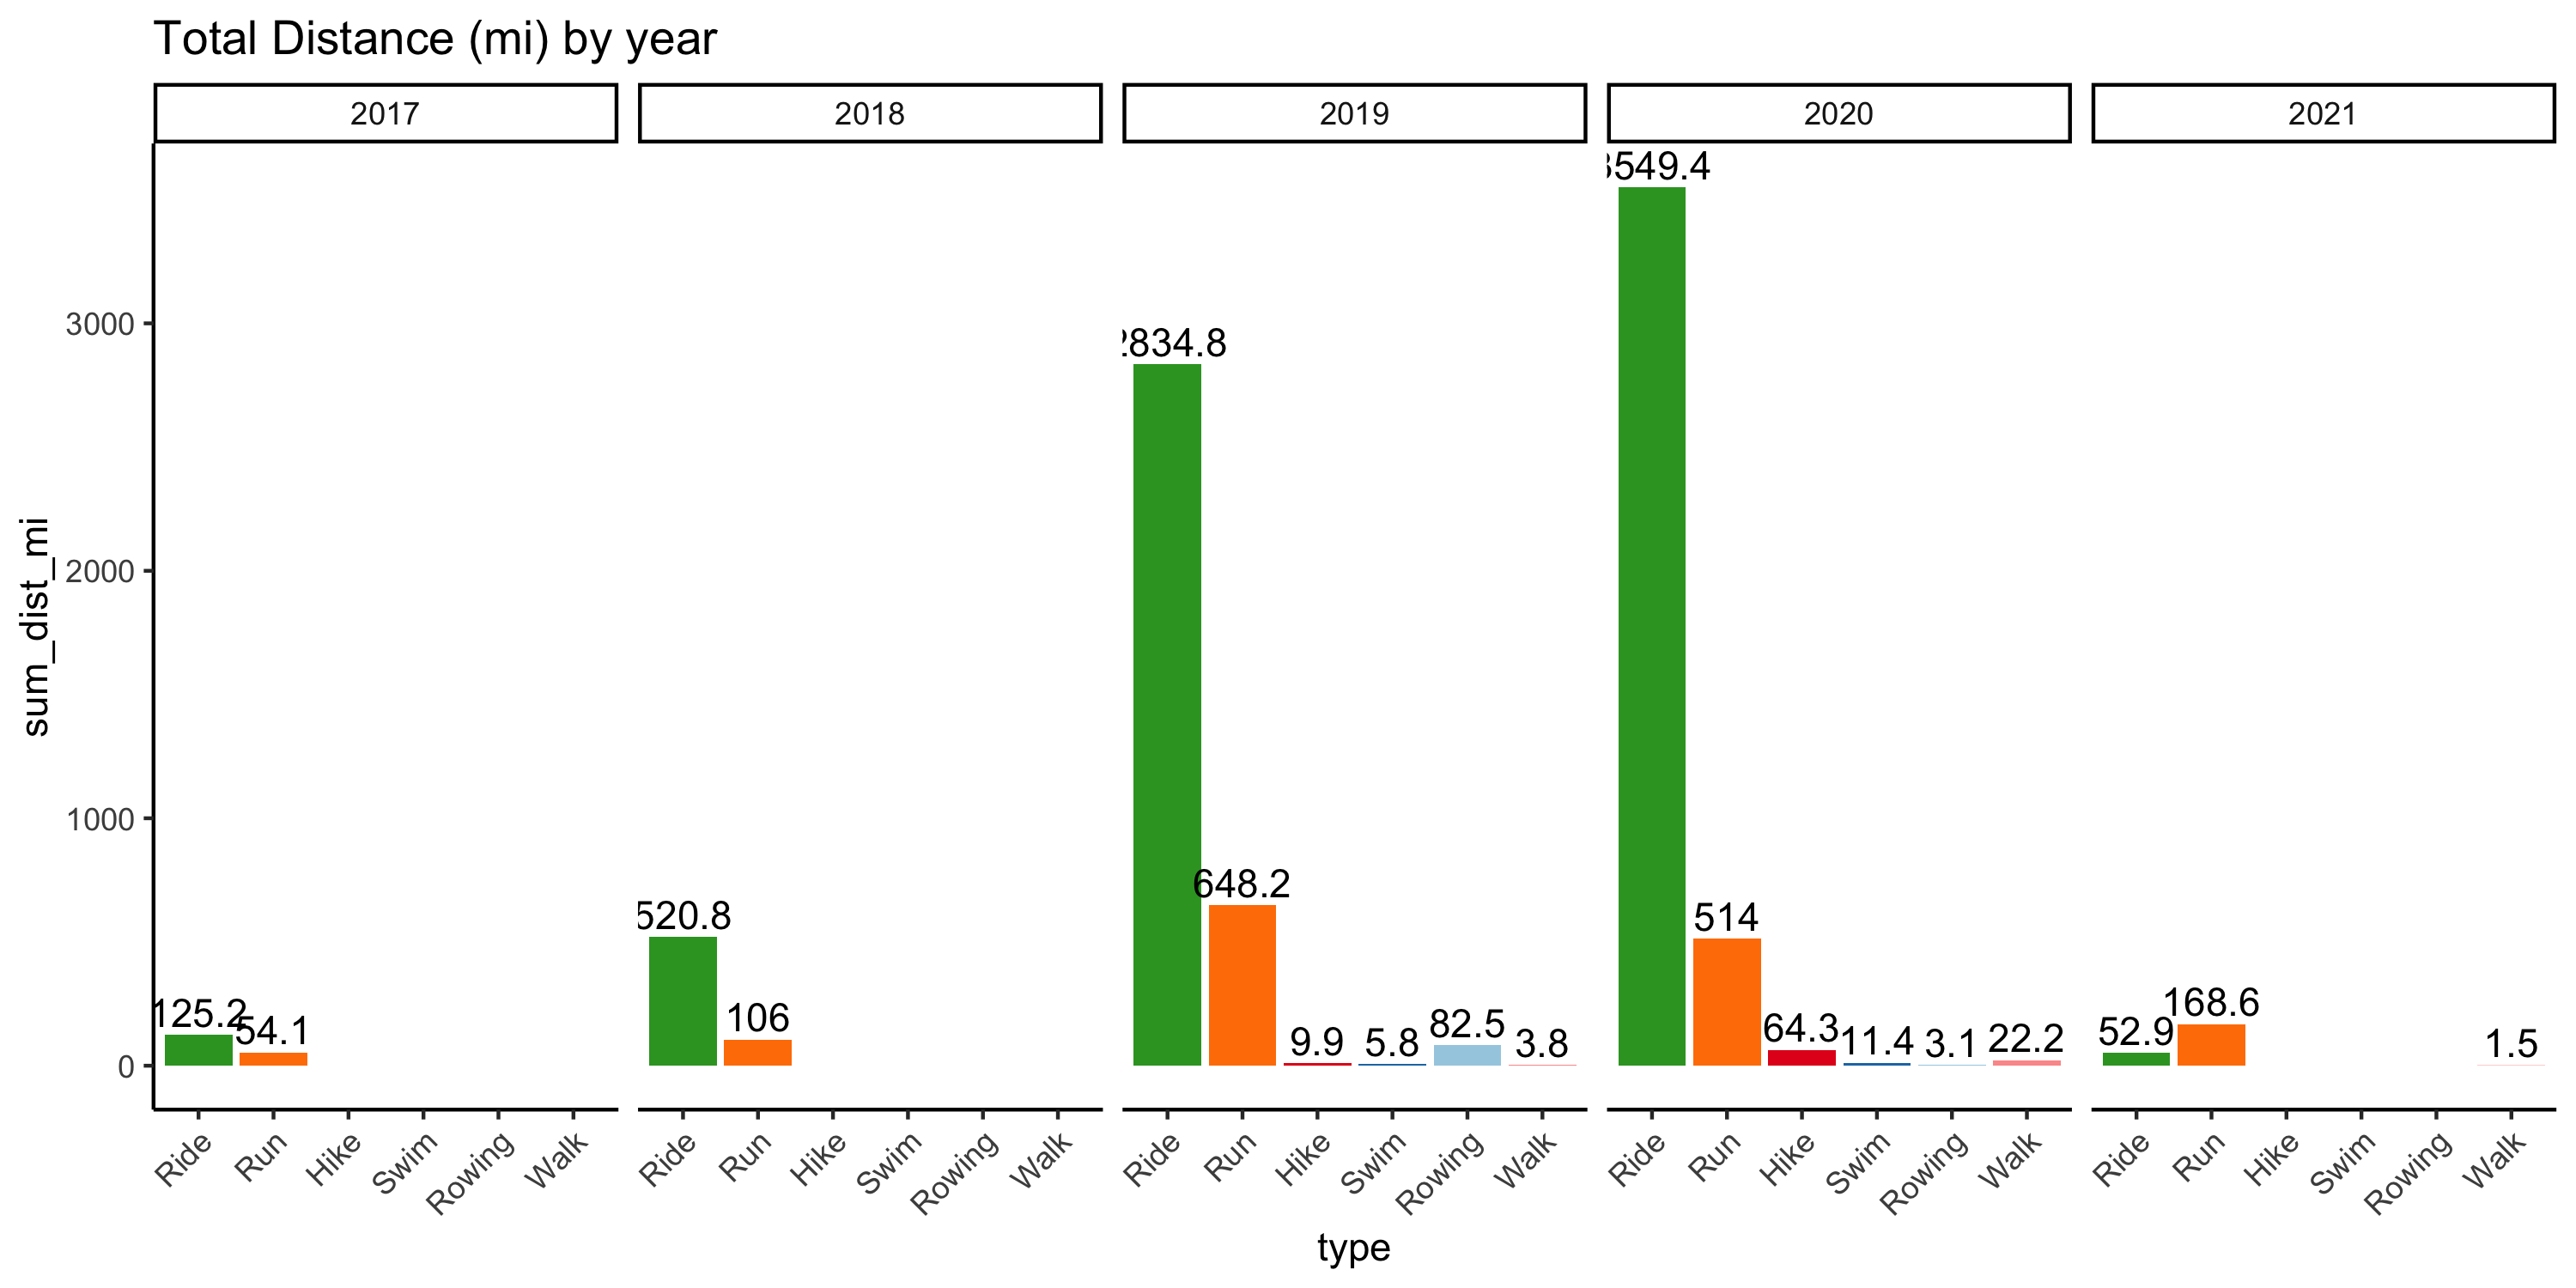 Total Distance (mi) by year
2017 2018 2019 2020 2021
3549.4
3000
2834.8
2000
1000
648.2
520.8
514
125.2 54.1
106
9.9 5.8 82.5 3.8
64.3 11.4 3.1 22.2
52.9 168.6 1.5
0
sum_dist_mi
Ride Run Hike Swim Rowing Walk
Ride Run Hike Swim Rowing Walk
Ride Run Hike Swim Rowing Walk
Ride Run Hike Swim Rowing Walk
Ride Run Hike Swim Rowing Walk
type